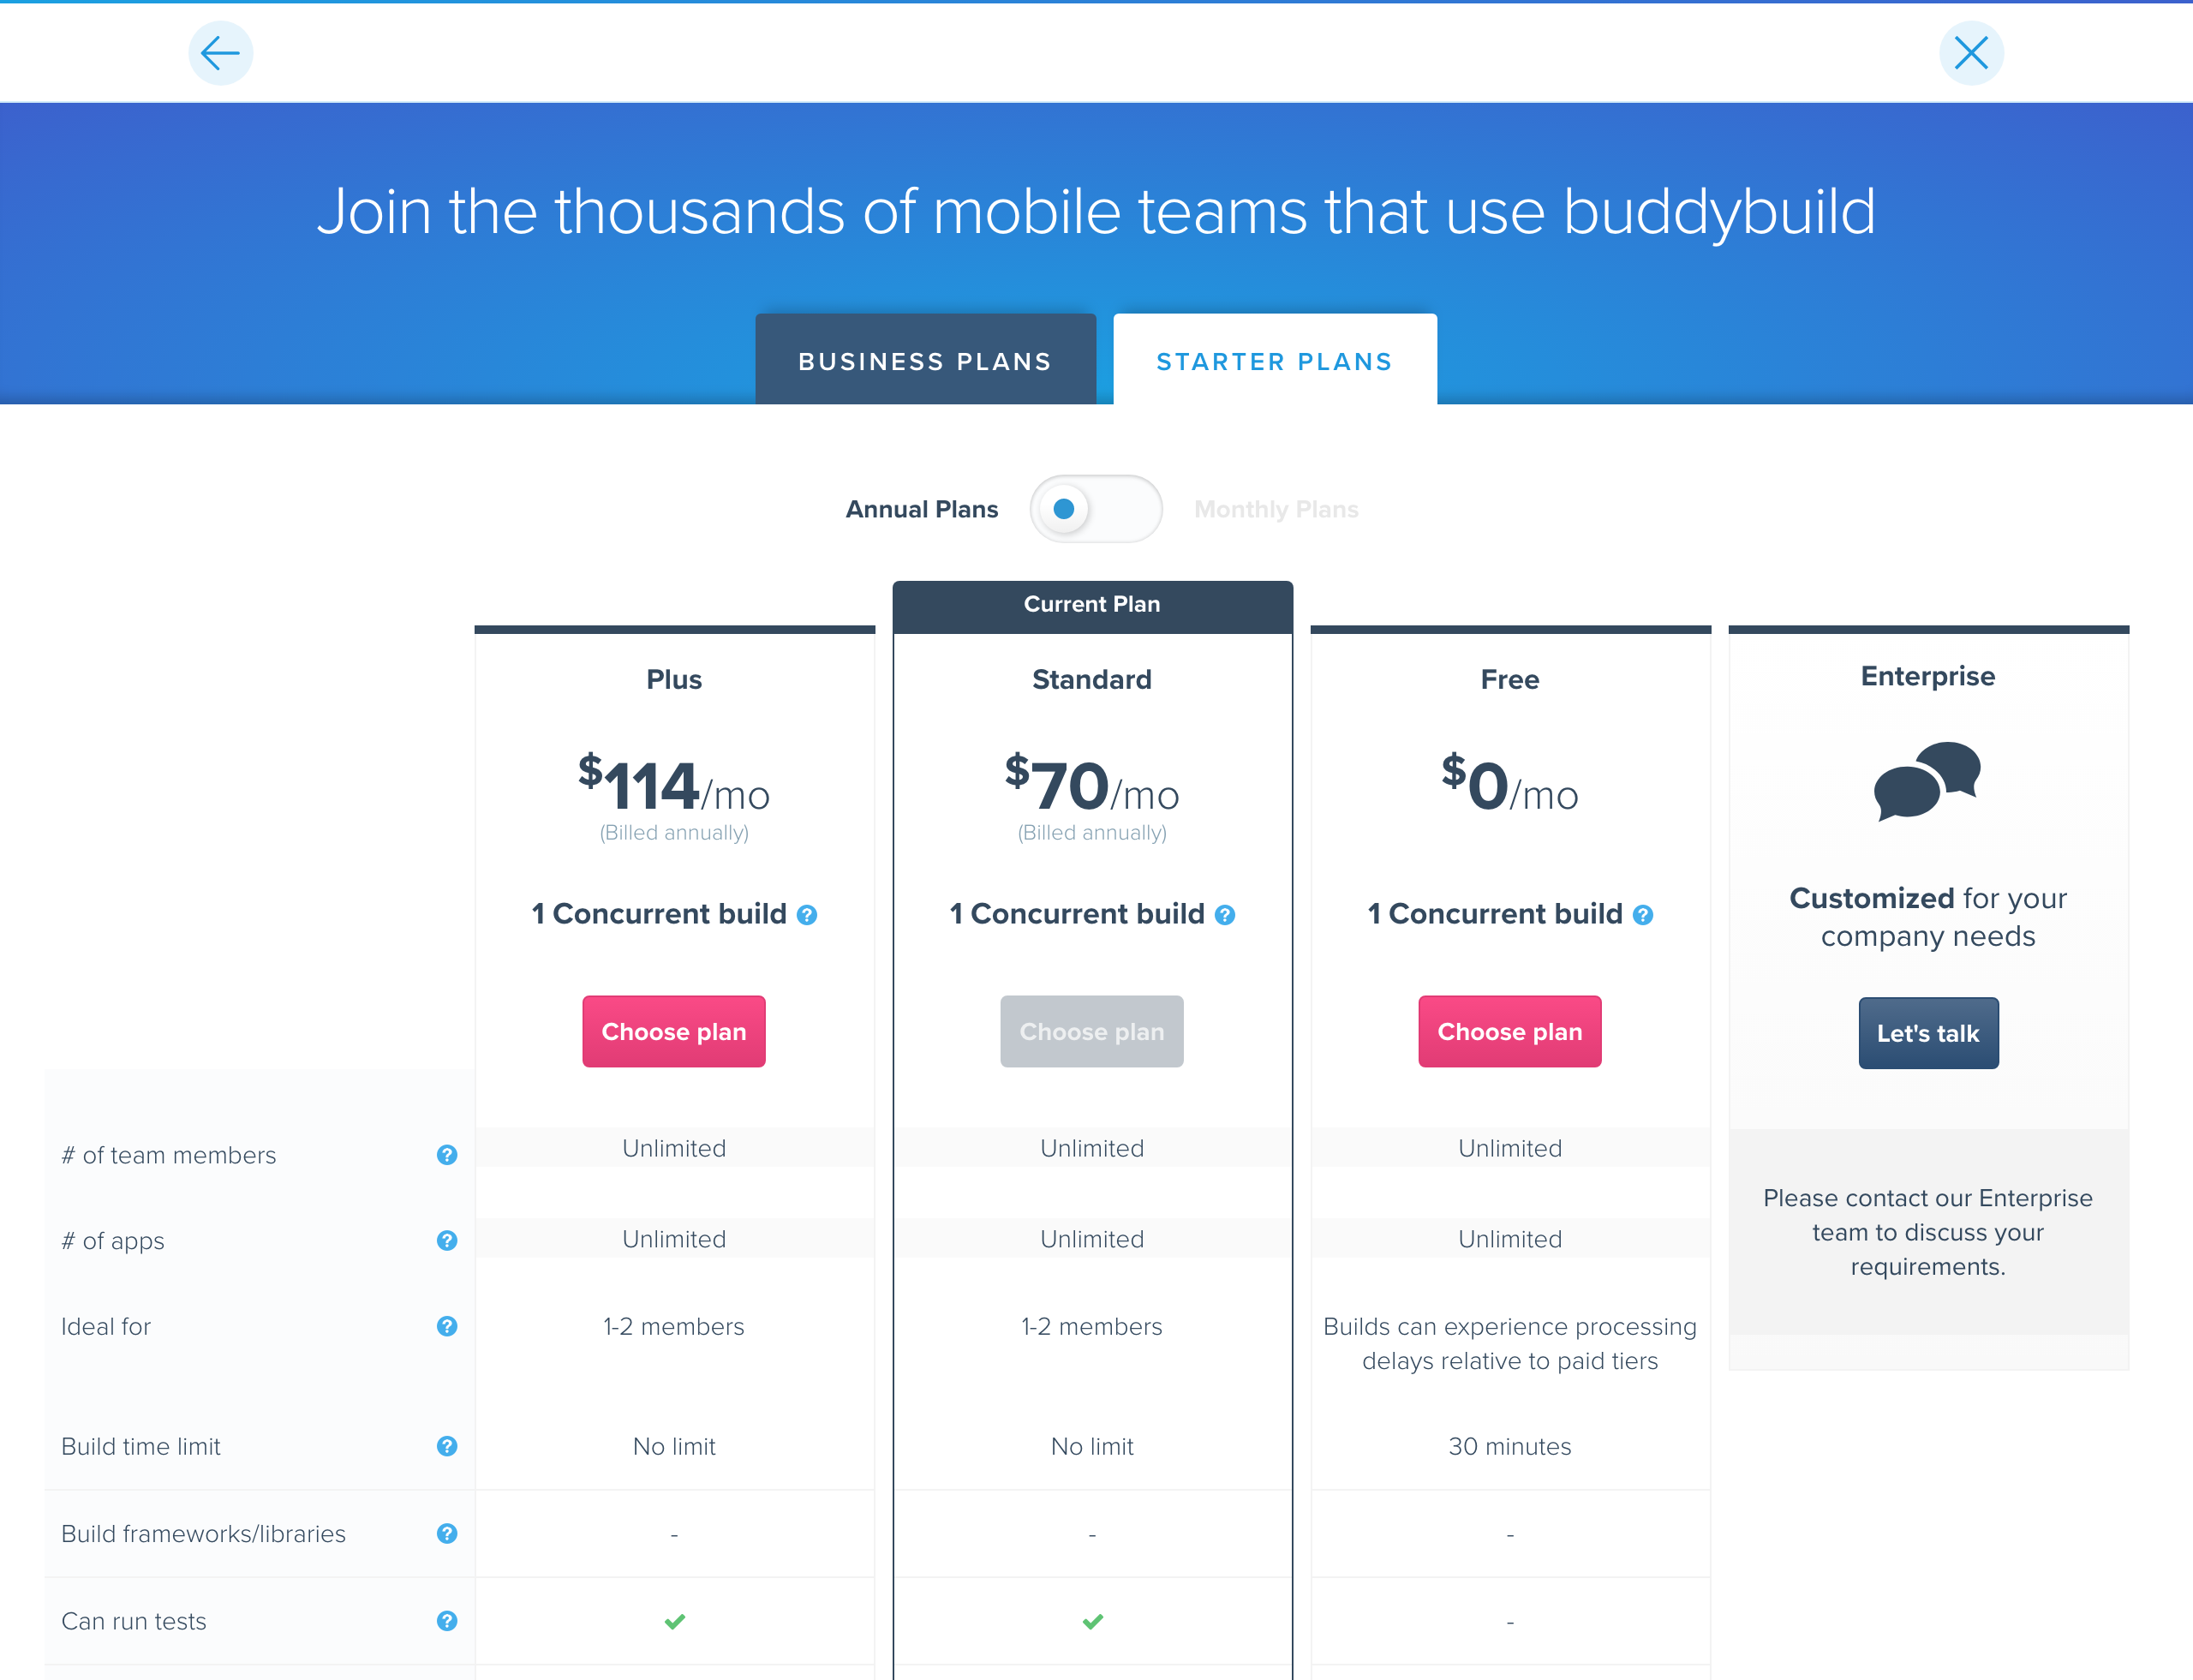 Join the thousands of mobile teams that use buddybuild
BUSINESS PLANS
STARTER PLANS
Annual Plans
Monthly Plans
Plus
$114/mo
(Billed annually)
1 Concurrent build ?
Choose plan
Current Plan
Standard
$70/mo
(Billed annually)
1 Concurrent build ?
Choose plan
Free
$0/mo
1 Concurrent build ?
Choose plan
Enterprise
Customized for your
company needs
Let's talk
Please contact our Enterprise
team to discuss your
requirements.
# of team members ? Unlimited Unlimited Unlimited
# of apps ? Unlimited Unlimited Unlimited
Ideal for ? 1-2 members 1-2 members Builds can experience processing
delays relative to paid tiers
Build time limit ? No limit No limit 30 minutes
Build frameworks/libraries ? - - -
Can run tests ? ✓ ✓ -